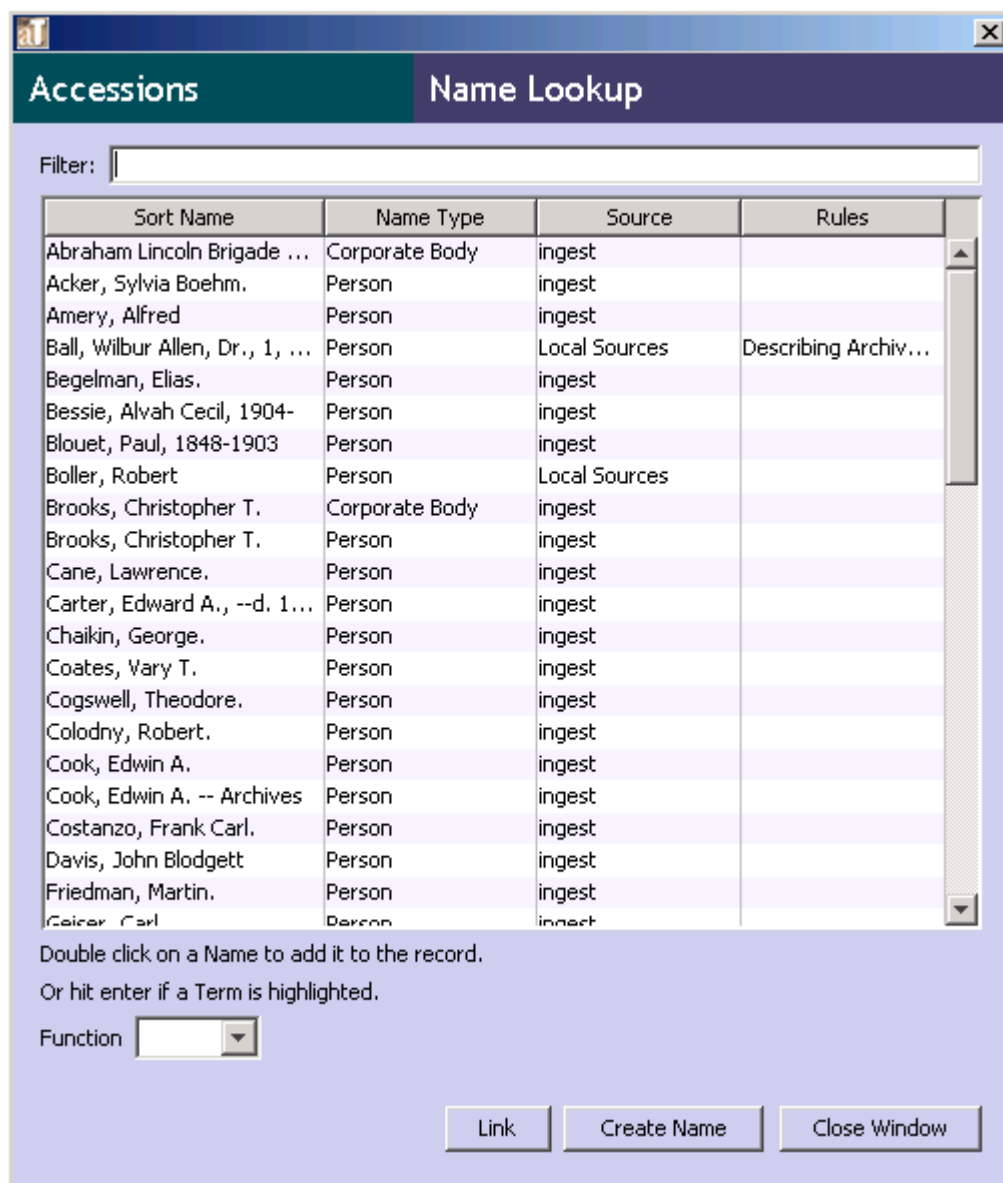 aT
Accessions Name Lookup
Filter:
Sort Name Name Type Source Rules
Abraham Lincoln Brigade ... Corporate Body ingest
Acker, Sylvia Boehm. Person ingest
Amery, Alfred Person ingest
Ball, Wilbur Allen, Dr., 1, ... Person Local Sources Describing Archiv...
Begelman, Elias. Person ingest
Bessie, Alvah Cecil, 1904- Person ingest
Blouet, Paul, 1848-1903 Person ingest
Boller, Robert Person Local Sources
Brooks, Christopher T. Corporate Body ingest
Brooks, Christopher T. Person ingest
Cane, Lawrence. Person ingest
Carter, Edward A., --d. 1... Person ingest
Chaikin, George. Person ingest
Coates, Vary T. Person ingest
Cogswell, Theodore. Person ingest
Colodny, Robert. Person ingest
Cook, Edwin A. Person ingest
Cook, Edwin A. -- Archives Person ingest
Costanzo, Frank Carl. Person ingest
Davis, John Blodgett Person ingest
Friedman, Martin. Person ingest
Geiser, Carl Person ingest
Double click on a Name to add it to the record.
Or hit enter if a Term is highlighted.
Function
Link Create Name Close Window